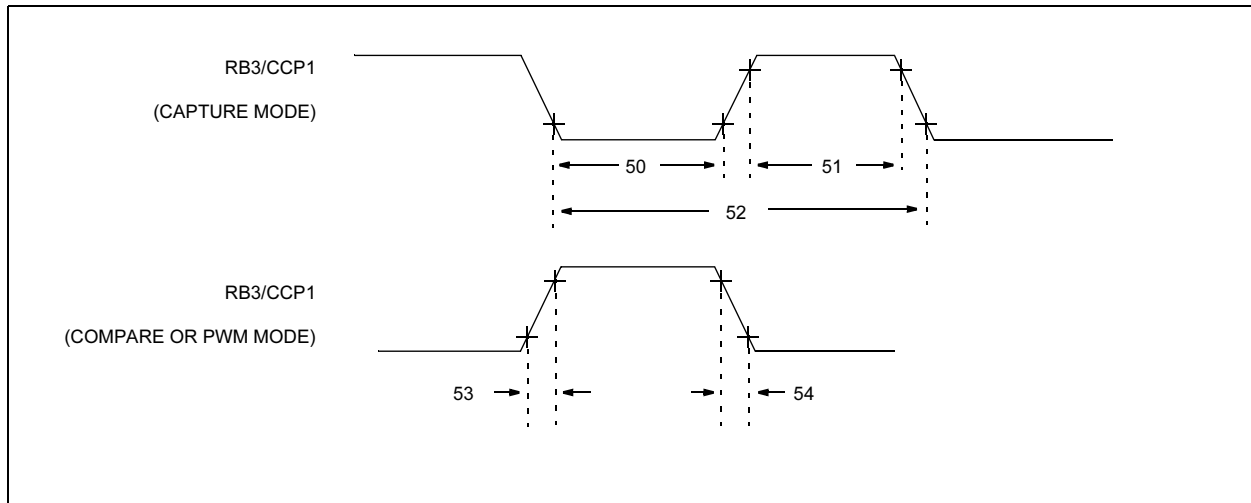 RB3/CCP1
(CAPTURE MODE)
50
51
52
RB3/CCP1
(COMPARE OR PWM MODE)
53
54